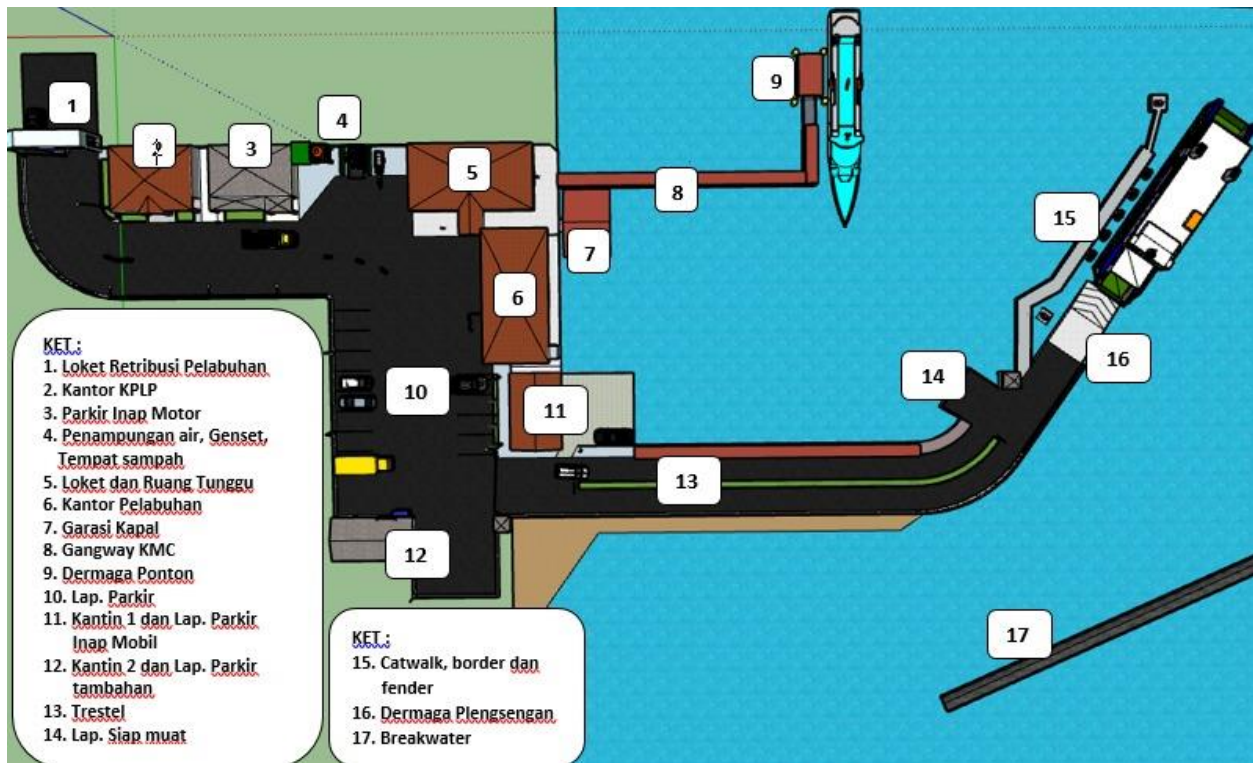 1
2
3
4
5
6
7
8
9
10
11
12
13
14
15
16
17
KET :
1. Loket Retribusi Pelabuhan
2. Kantor KPLP
3. Parkir Inap Motor
4. Penampungan air, Genset,
Tempat sampah
5. Loket dan Ruang Tunggu
6. Kantor Pelabuhan
7. Garasi Kapal
8. Gangway KMC
9. Dermaga Ponton
10. Lap. Parkir
11. Kantin 1 dan Lap. Parkir
Inap Mobil
12. Kantin 2 dan Lap. Parkir
tambahan
13. Trestel
14. Lap. Siap muat
KET :
15. Catwalk, border dan
fender
16. Dermaga Plengsengan
17. Breakwater